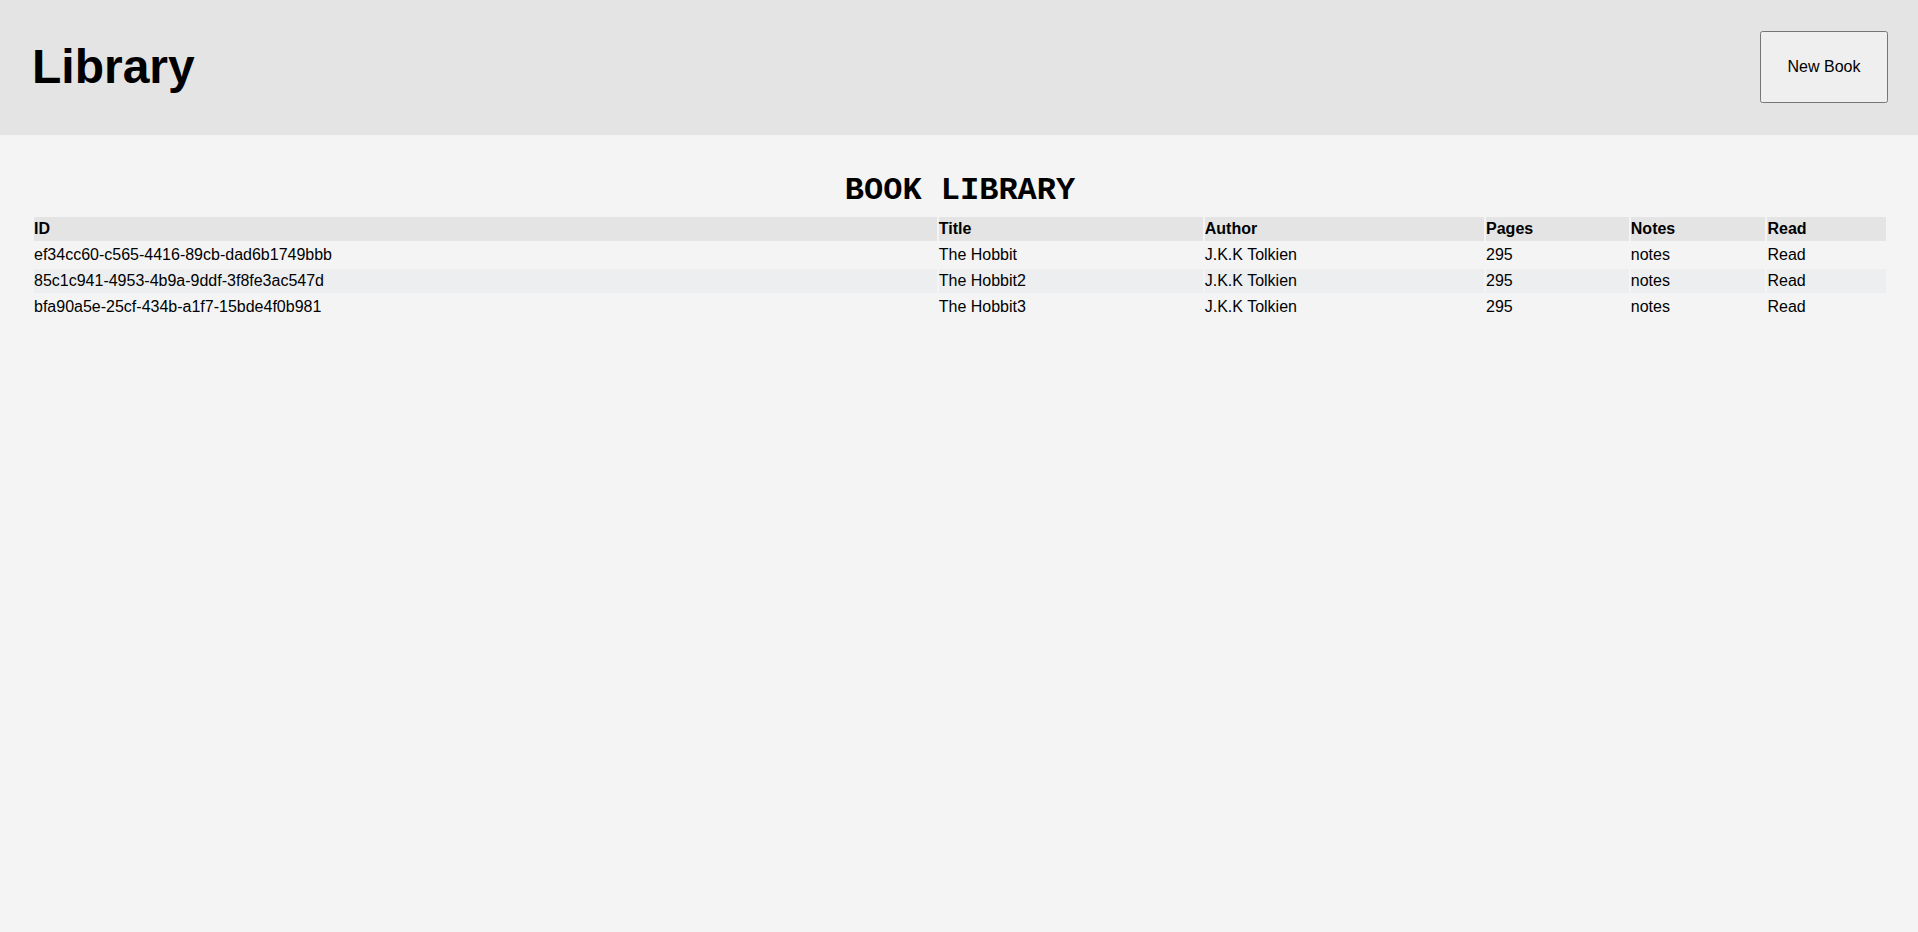 Library
New Book
BOOK LIBRARY
ID Title Author Pages Notes Read
ef34cc60-c565-4416-89cb-dad6b1749bbb The Hobbit J.K.K Tolkien 295 notes Read
85c1c941-4953-4b9a-9ddf-3f8fe3ac547d The Hobbit2 J.K.K Tolkien 295 notes Read
bfa90a5e-25cf-434b-a1f7-15bde4f0b981 The Hobbit3 J.K.K Tolkien 295 notes Read